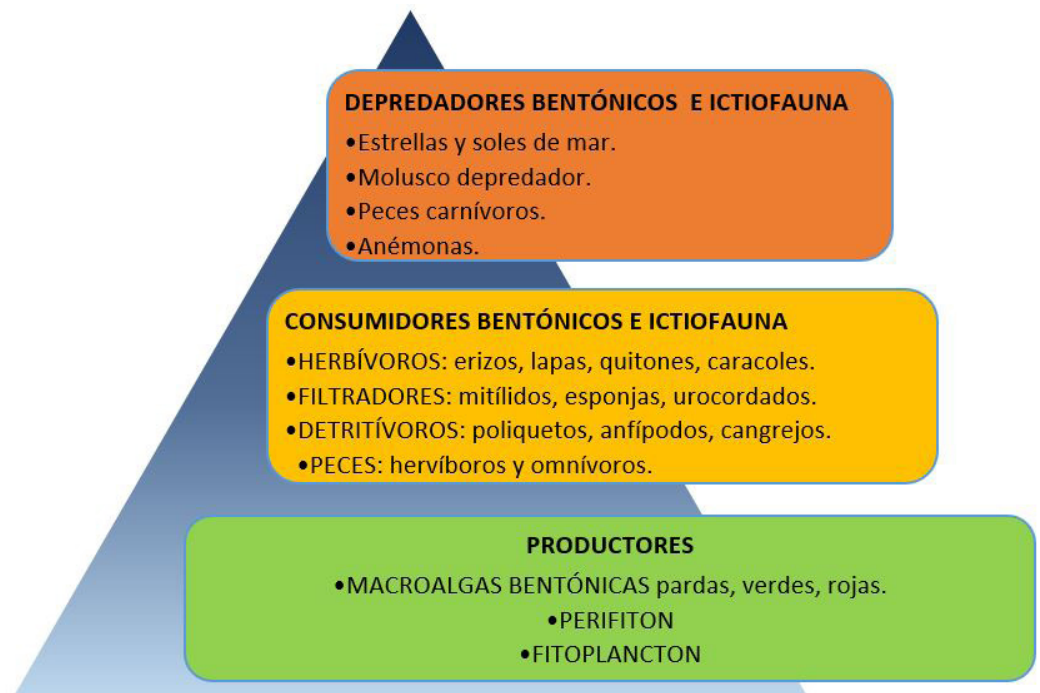 DEPREDADORES BENTÓNICOS E ICTIOFAUNA
•Estrellas y soles de mar.
•Molusco depredador.
•Peces carnívoros.
•Anémonas.
CONSUMIDORES BENTÓNICOS E ICTIOFAUNA
•HERBÍVOROS: erizos, lapas, quitones, caracoles.
•FILTRADORES: mitílidos, esponjas, urocordados.
•DETRITÍVOROS: poliquetos, anfípodos, cangrejos.
•PECES: hervíboros y omnívoros.
PRODUCTORES
•MACROALGAS BENTÓNICAS pardas, verdes, rojas.
•PERIFITON
•FITOPLANCTON